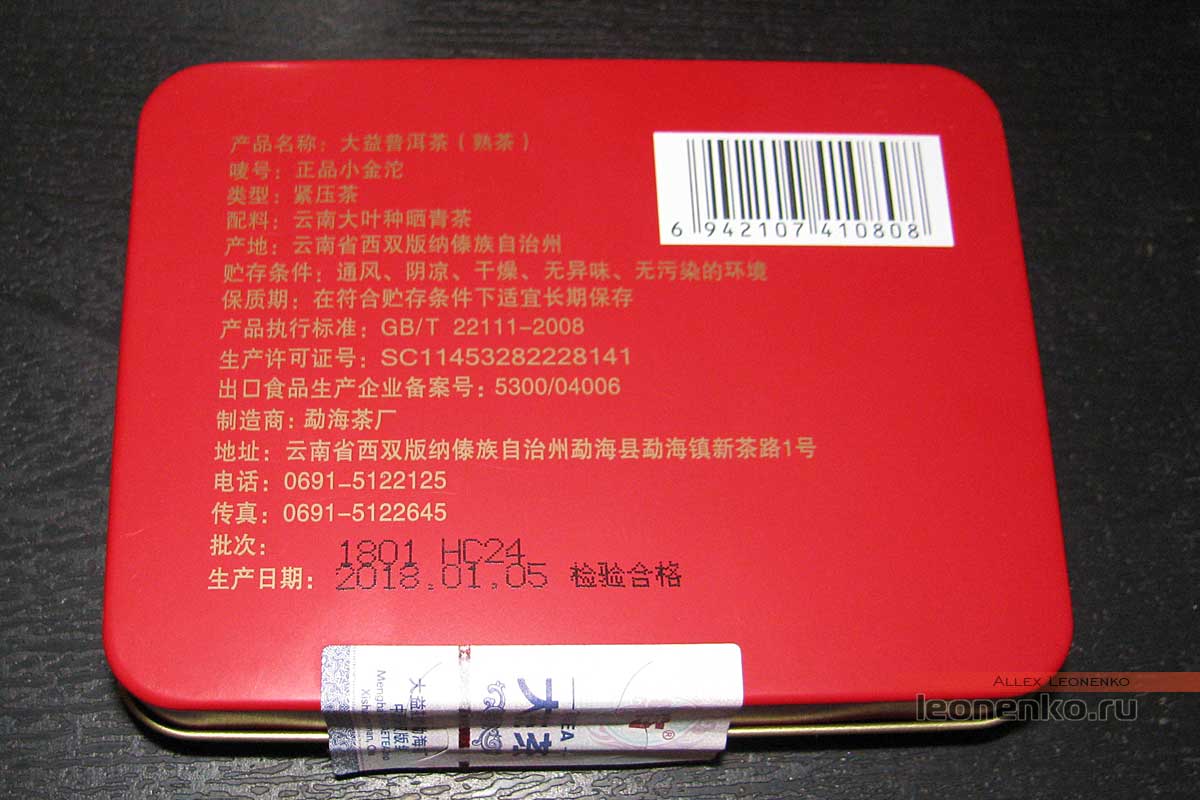 产品名称：大益普洱茶（熟茶）
唛号：正品小金沱
类型：紧压茶
配料：云南大叶种晒青茶
产地：云南省西双版纳傣族自治州
贮存条件：通风、阴凉、干燥、无异味、无污染的环境
保质期：在符合贮存条件下适宜长期保存
产品执行标准：GB/T 22111-2008
生产许可证号：SC11453282228141
出口食品生产企业备案号：5300/04006
制造商：勐海茶厂
地址：云南省西双版纳傣族自治州勐海县勐海镇新茶路1号
电话：0691-5122125
传真：0691-5122645
批次：1801 HC24
生产日期：2018.01.05 检验合格
6 942107 410808
大益
TEA
ALLEX LEONENKO
leonenko.ru